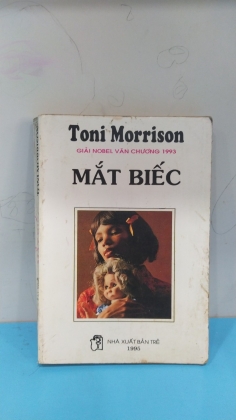 Toni Morrison
GIẢI NOBEL VĂN CHƯƠNG 1993
MẮT BIẾC
NHÀ XUẤT BẢN TRẺ
1995